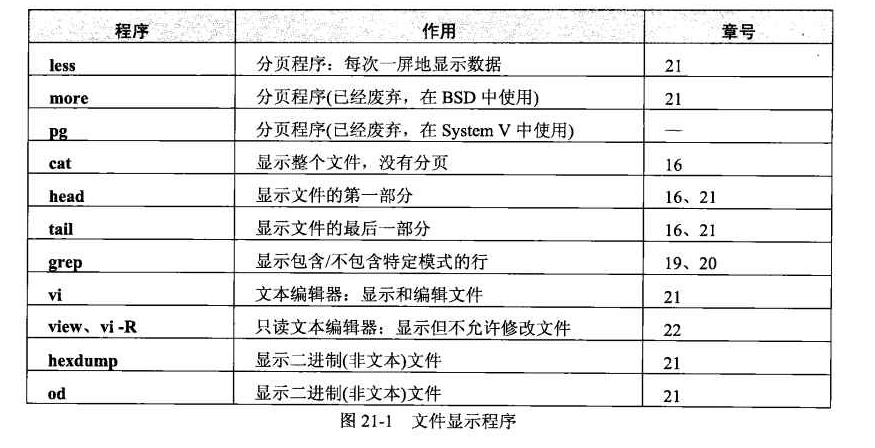 程序 作用 章号
less 分页程序：每次一屏地显示数据 21
more 分页程序(已经废弃，在 BSD 中使用) 21
pg 分页程序(已经废弃，在 System V 中使用) —
cat 显示整个文件，没有分页 16
head 显示文件的第一部分 16、21
tail 显示文件的最后一部分 16、21
grep 显示包含/不包含特定模式的行 19、20
vi 文本编辑器：显示和编辑文件 21
view、vi -R 只读文本编辑器：显示但不允许修改文件 22
hexdump 显示二进制(非文本)文件 21
od 显示二进制(非文本)文件 21
图 21-1 文件显示程序